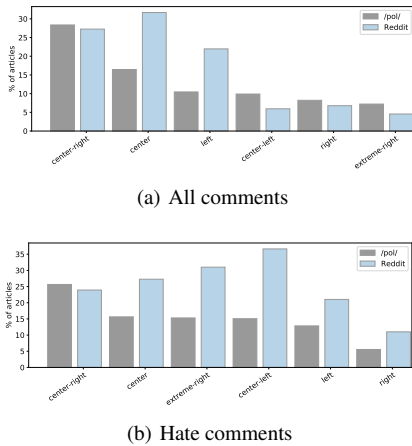 30
25
20
15
10
5
0
% of articles
/pol/
Reddit
center-right
center
left
center-left
right
extreme-right
(a) All comments
35
30
25
20
15
10
5
0
% of articles
/pol/
Reddit
center-right
center
extreme-right
center-left
left
right
(b) Hate comments